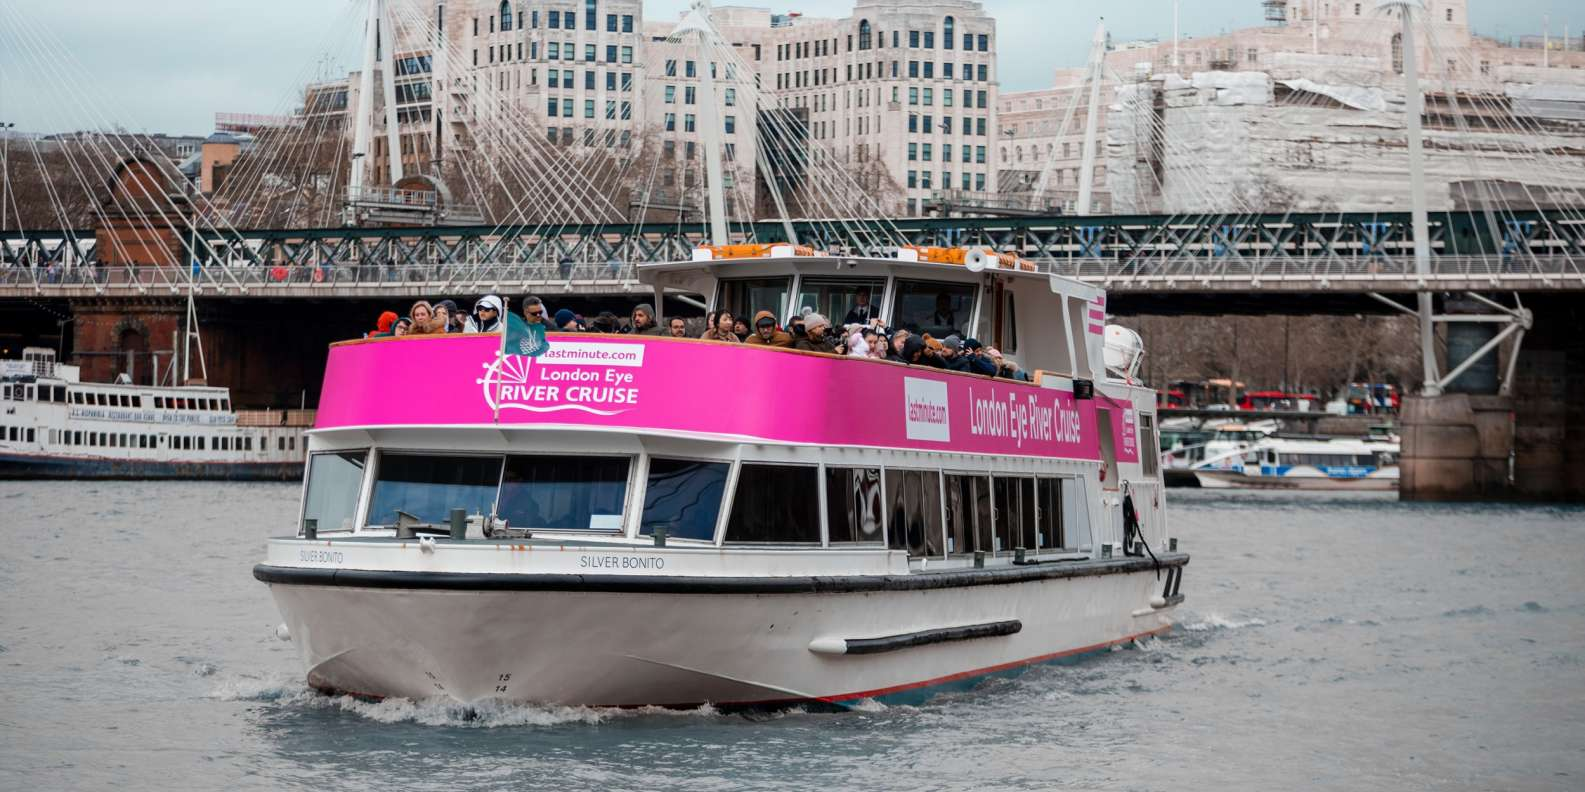 lastminute.com
London Eye
RIVER CRUISE
lastminute.com
London Eye River Cruise
SILVER BONITO
SILVER BONITO
15
14